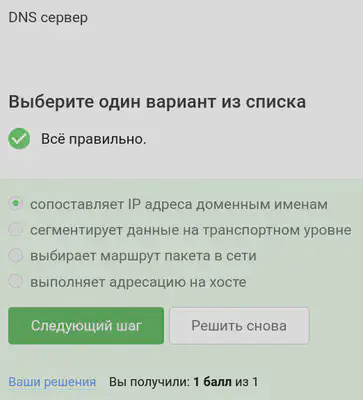 DNS сервер
Выберите один вариант из списка
Всё правильно.
сопоставляет IP адреса доменным именам
сегментирует данные на транспортном уровне
выбирает маршрут пакета в сети
выполняет адресацию на хосте
Следующий шаг Решить снова
Ваши решения Вы получили: 1 балл из 1